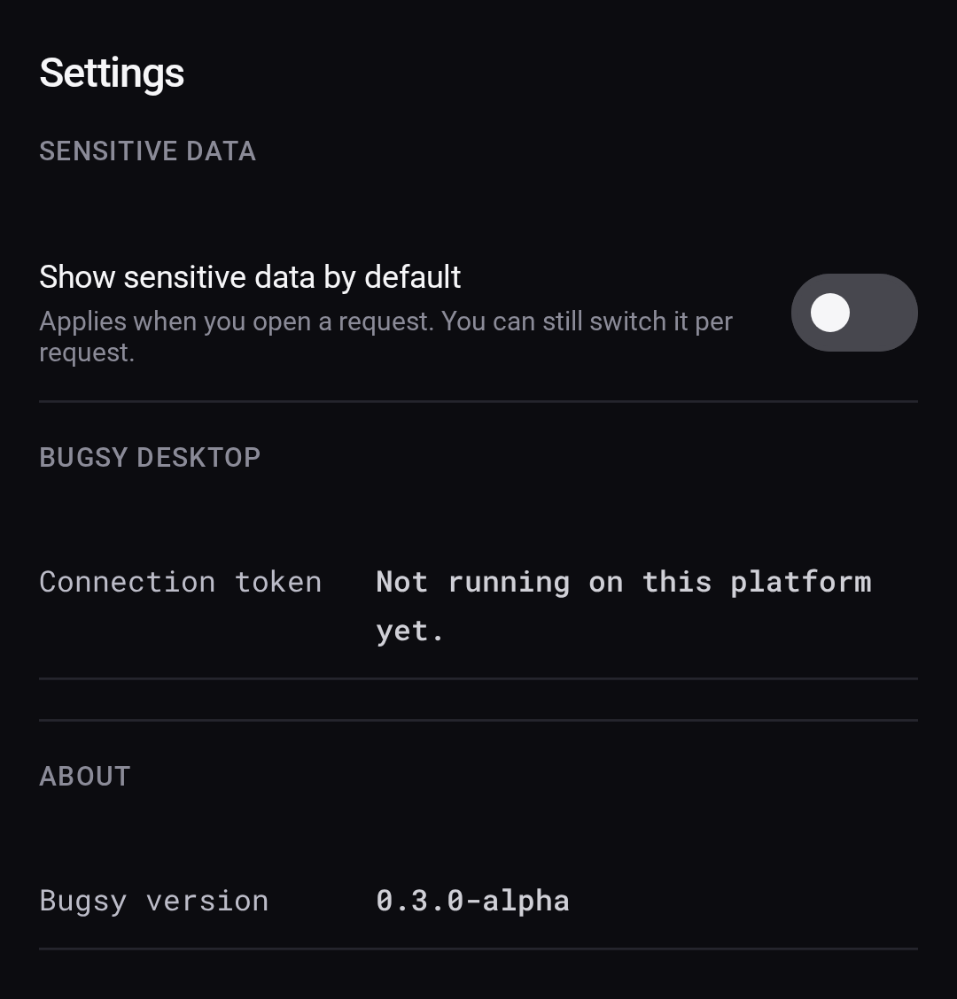 Settings
SENSITIVE DATA
Show sensitive data by default
Applies when you open a request. You can still switch it per
request.
BUGSY DESKTOP
Connection token Not running on this platform
yet.
ABOUT
Bugsy version 0.3.0-alpha